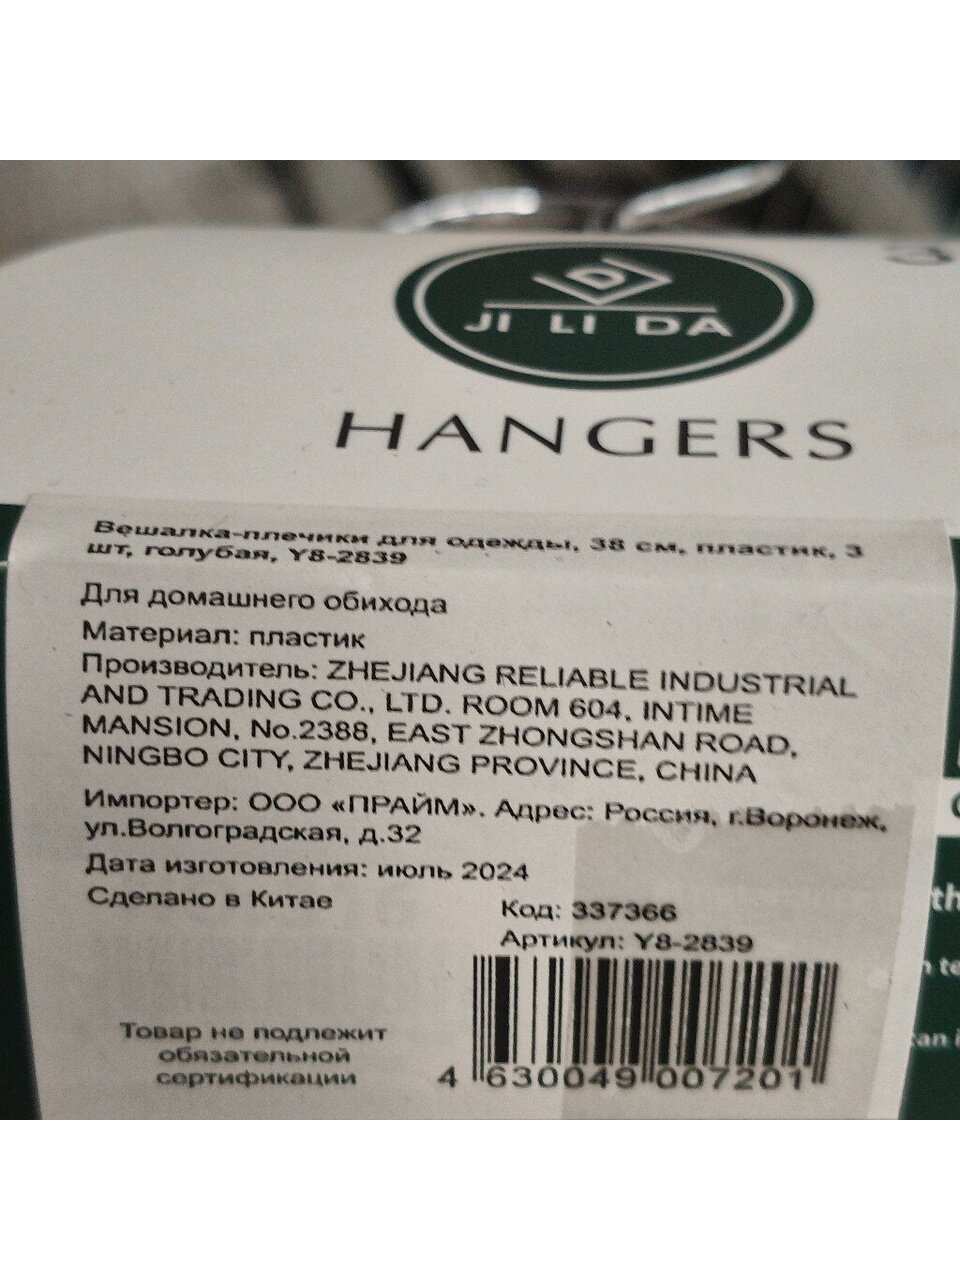 D
JI LI DA
HANGERS
Вешалка-плечики для одежды, 38 см, пластик, 3
шт, голубая, Y8-2839
Для домашнего обихода
Материал: пластик
Производитель: ZHEJIANG RELIABLE INDUSTRIAL
AND TRADING CO., LTD. ROOM 604, INTIME
MANSION, No.2388, EAST ZHONGSHAN ROAD,
NINGBO CITY, ZHEJIANG PROVINCE, CHINA
Импортер: ООО «ПРАЙМ». Адрес: Россия, г.Воронеж,
ул.Волгоградская, д.32
Дата изготовления: июль 2024
Сделано в Китае
Код: 337366
Артикул: Y8-2839
Товар не подлежит
обязательной
сертификации
4 630049 007201